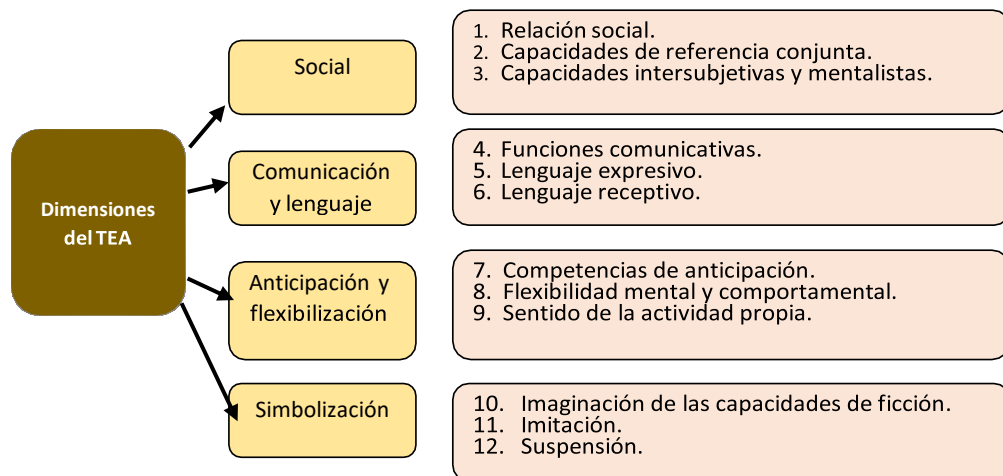 Dimensiones
del TEA
Social
1. Relación social.
2. Capacidades de referencia conjunta.
3. Capacidades intersubjetivas y mentalistas.
Comunicación
y lenguaje
4. Funciones comunicativas.
5. Lenguaje expresivo.
6. Lenguaje receptivo.
Anticipación y
flexibilización
7. Competencias de anticipación.
8. Flexibilidad mental y comportamental.
9. Sentido de la actividad propia.
Simbolización
10. Imaginación de las capacidades de ficción.
11. Imitación.
12. Suspensión.